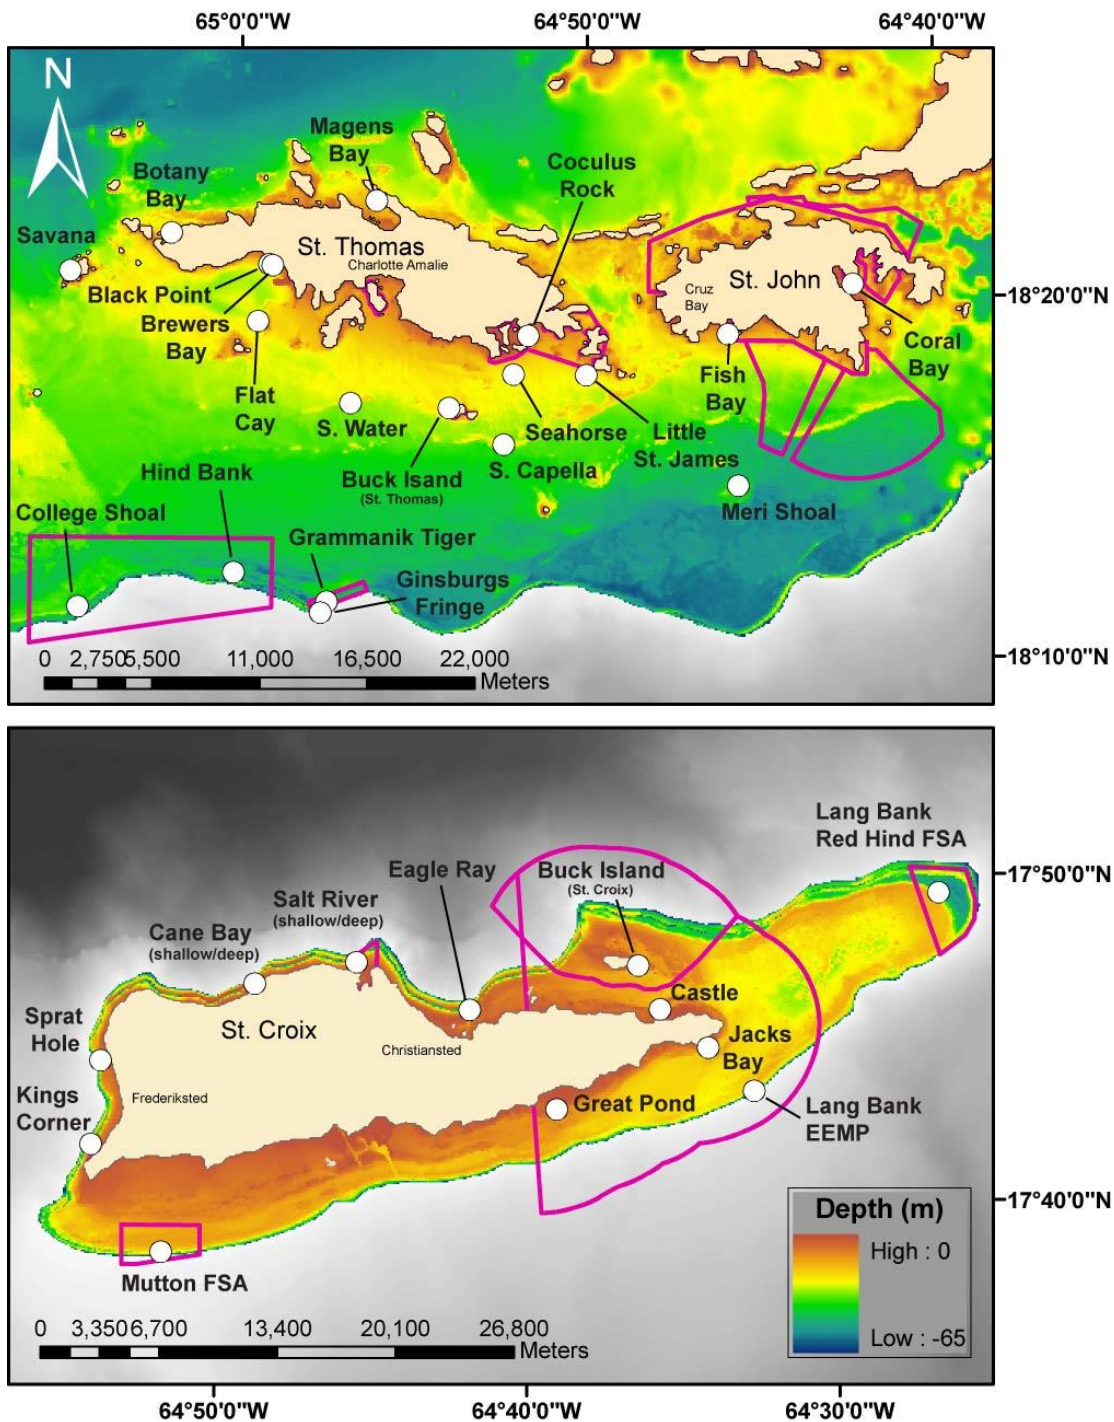 65°0'0"W
64°50'0"W
64°40'0"W
N
Magens
Bay
Botany
Bay
Coculus
Rock
Savana
St. Thomas
Charlotte Amalie
St. John
Cruz
Bay
Black Point
Brewers
Bay
18°20'0"N
Coral
Bay
Flat
Cay
S. Water
Fish
Bay
Seahorse
Little
St. James
S. Capella
Buck Isand
(St. Thomas)
Hind Bank
College Shoal
Meri Shoal
Grammanik Tiger
Ginsburgs
Fringe
18°10'0"N
0 2,750 5,500 11,000 16,500 22,000
Meters
Lang Bank
Red Hind FSA
17°50'0"N
Eagle Ray
Buck Island
(St. Croix)
Salt River
(shallow/deep)
Cane Bay
(shallow/deep)
Castle
Sprat
Hole
St. Croix
Christiansted
Jacks
Bay
Kings
Corner
Frederiksted
Great Pond
Lang Bank
EEMP
17°40'0"N
Depth (m)
High : 0
Low : -65
Mutton FSA
0 3,350 6,700 13,400 20,100 26,800
Meters
64°50'0"W
64°40'0"W
64°30'0"W